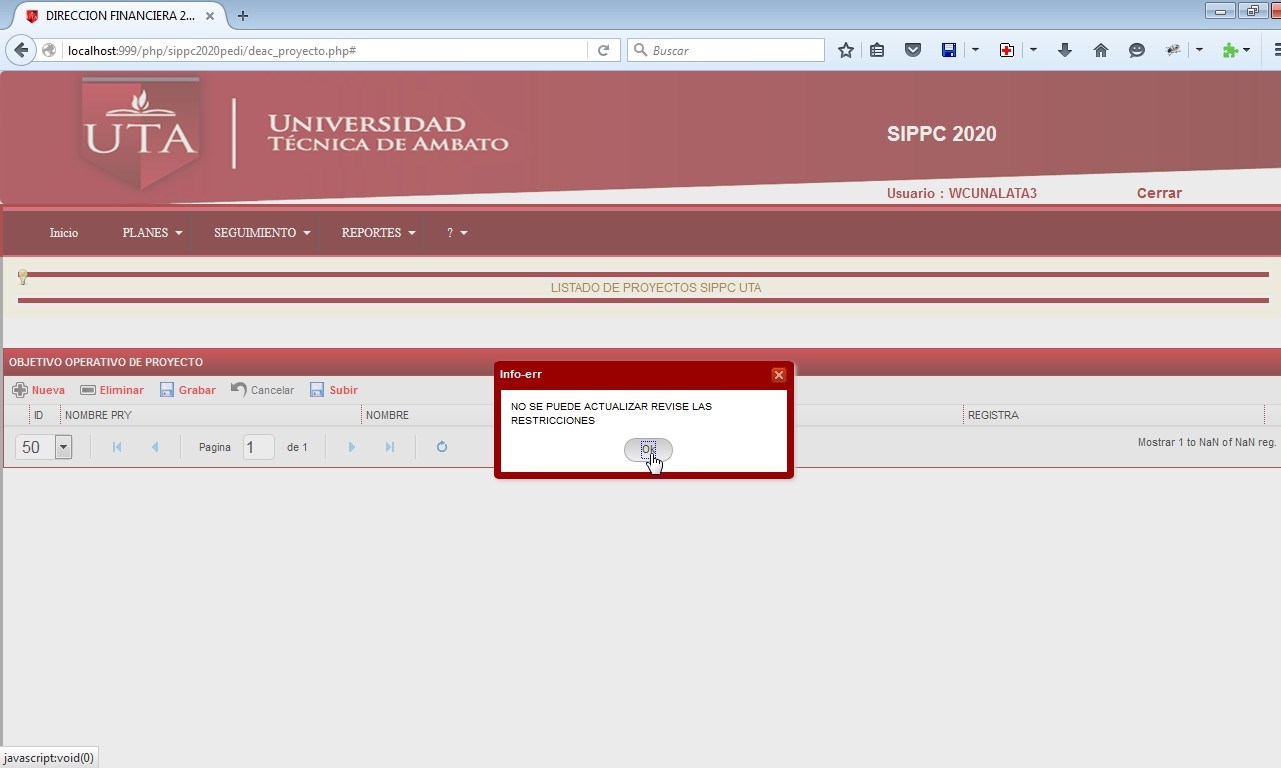 DIRECCION FINANCIERA 2...
localhost:999/php/sippc2020pedi/deac_proyecto.php#
Buscar
UTA
UNIVERSIDAD
TÉCNICA DE AMBATO
SIPPC 2020
Usuario : WCUNALATA3
Cerrar
Inicio
PLANES
SEGUIMIENTO
REPORTES
?
LISTADO DE PROYECTOS SIPPC UTA
OBJETIVO OPERATIVO DE PROYECTO
Nueva
Eliminar
Grabar
Cancelar
Subir
ID
NOMBRE PRY
NOMBRE
REGISTRA
50
Pagina
1
de 1
Mostrar 1 to NaN of NaN reg.
Info-err
NO SE PUEDE ACTUALIZAR REVISE LAS
RESTRICCIONES
javascript:void(0)